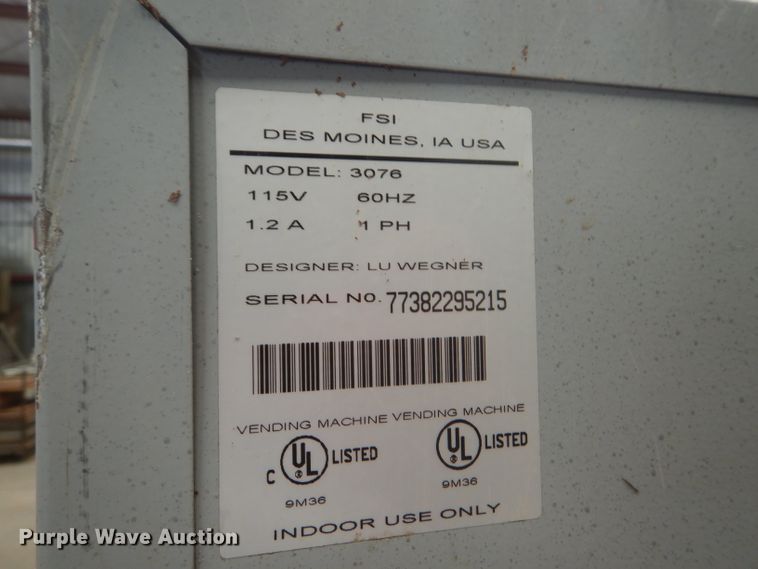 FSI
DES MOINES, IA USA
MODEL: 3076
115V 60HZ
1.2 A 1 PH
DESIGNER: LU WEGNER
SERIAL NO. 77382295215
VENDING MACHINE VENDING MACHINE
C UL LISTED UL LISTED
9M36 9M36
INDOOR USE ONLY
Purple Wave Auction